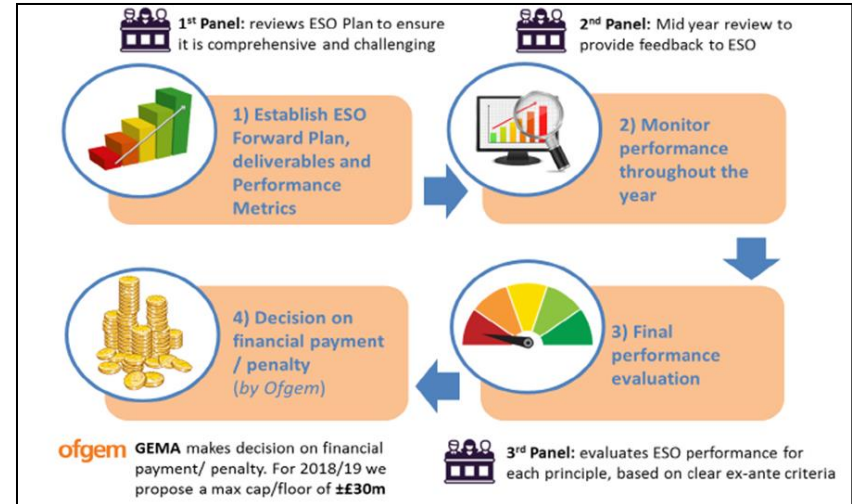 1st Panel: reviews ESO Plan to ensure
it is comprehensive and challenging
2nd Panel: Mid year review to
provide feedback to ESO
1) Establish ESO
Forward Plan,
deliverables and
Performance
Metrics
2) Monitor
performance
throughout the
year
4) Decision on
financial payment
/ penalty
(by Ofgem)
3) Final
performance
evaluation
ofgem
GEMA makes decision on financial
payment/ penalty. For 2018/19 we
propose a max cap/floor of ±£30m
3rd Panel: evaluates ESO performance for
each principle, based on clear ex-ante criteria